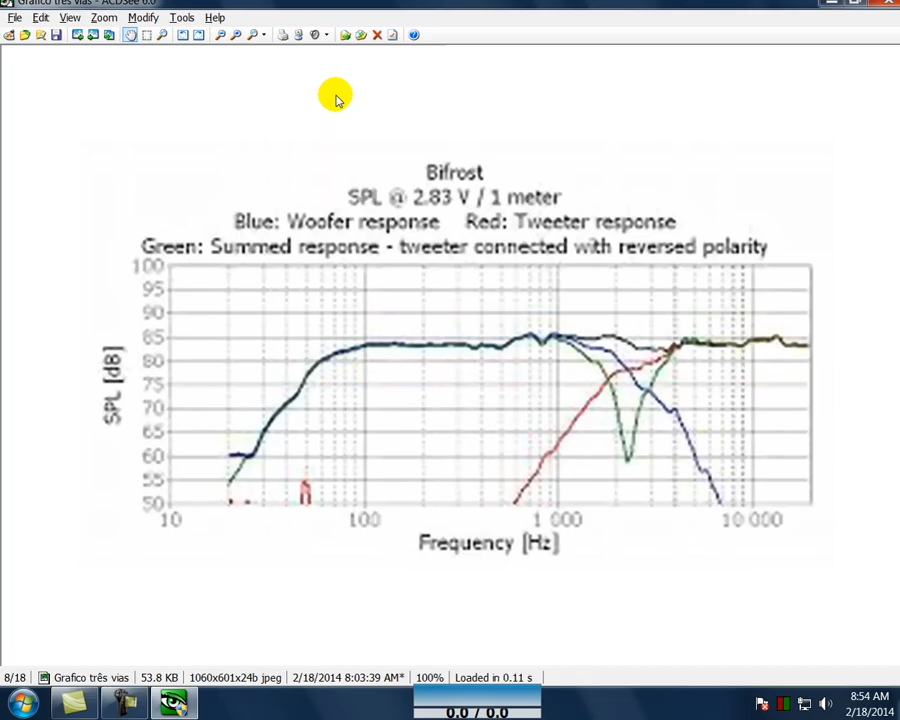 Grafico três vias - ACDSee 6.0
File Edit View Zoom Modify Tools Help
Bifrost
SPL @ 2.83 V / 1 meter
Blue: Woofer response Red: Tweeter response
Green: Summed response - tweeter connected with reversed polarity
100
95
90
85
80
75
70
65
60
55
50
SPL [dB]
10 100 1 000 10 000
Frequency [Hz]
8/18 Grafico três vias 53.8 KB 1060x601x24b jpeg 2/18/2014 8:03:39 AM* 100% Loaded in 0.11 s
0.0 / 0.0
8:54 AM
2/18/2014